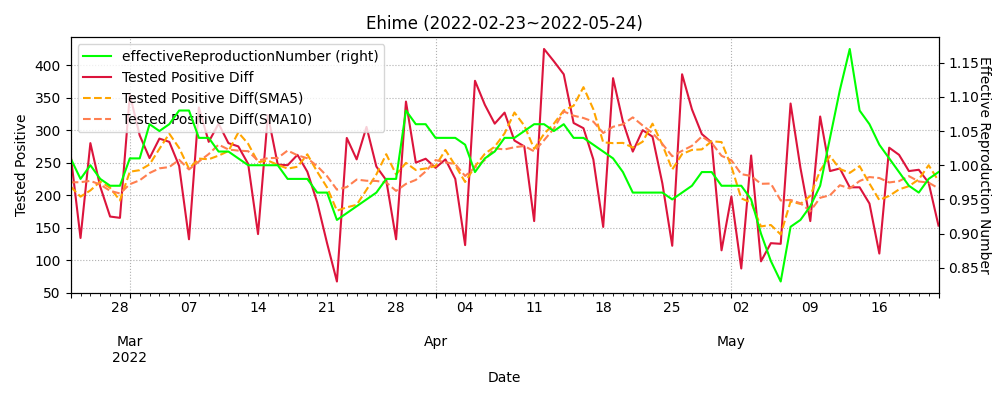 Ehime (2022-02-23~2022-05-24)
effectiveReproductionNumber (right)
Tested Positive Diff
Tested Positive Diff(SMA5)
Tested Positive Diff(SMA10)
Tested Positive
400
350
300
250
200
150
100
50
1.15
1.10
1.05
1.00
0.95
0.90
0.85
Effective Reproduction Number
28 07 14 21 28 04 11 18 25 02 09 16
Mar Apr May
2022
Date